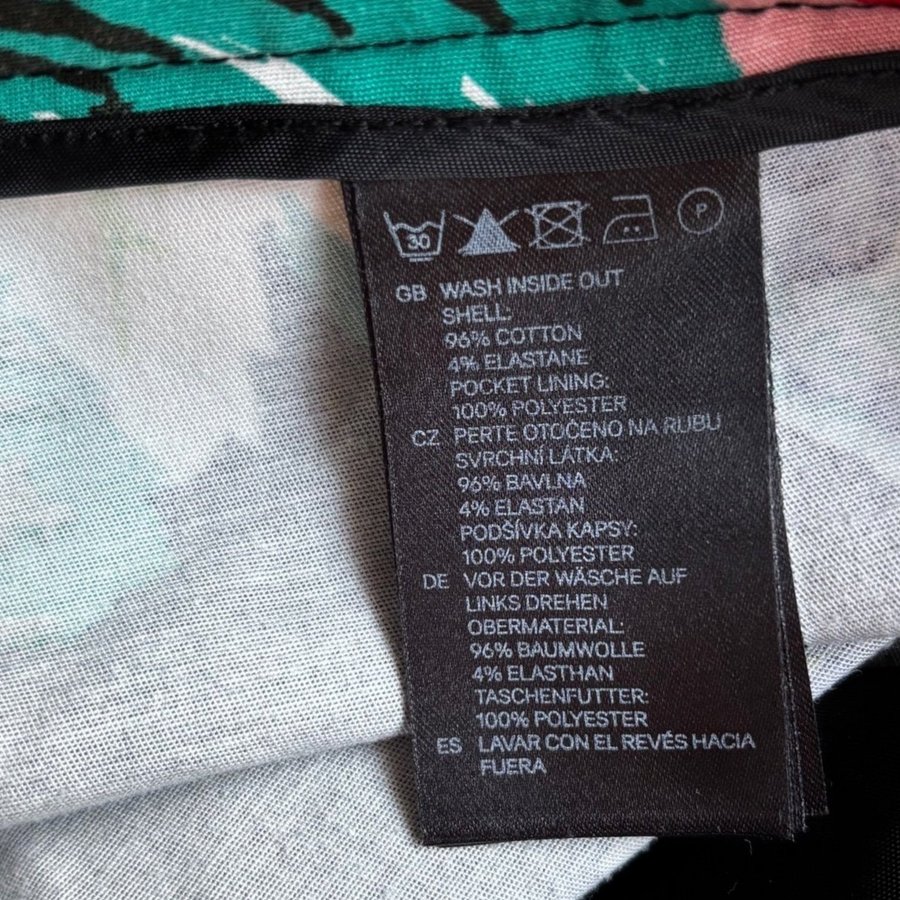 30 P
GB WASH INSIDE OUT
SHELL:
96% COTTON
4% ELASTANE
POCKET LINING:
100% POLYESTER
CZ PERTE OTOČENO NA RUBU
SVRCHNÍ LÁTKA:
96% BAVLNA
4% ELASTAN
PODŠÍVKA KAPSY:
100% POLYESTER
DE VOR DER WÄSCHE AUF
LINKS DREHEN
OBERMATERIAL:
96% BAUMWOLLE
4% ELASTHAN
TASCHENFUTTER:
100% POLYESTER
ES LAVAR CON EL REVÉS HACIA
FUERA